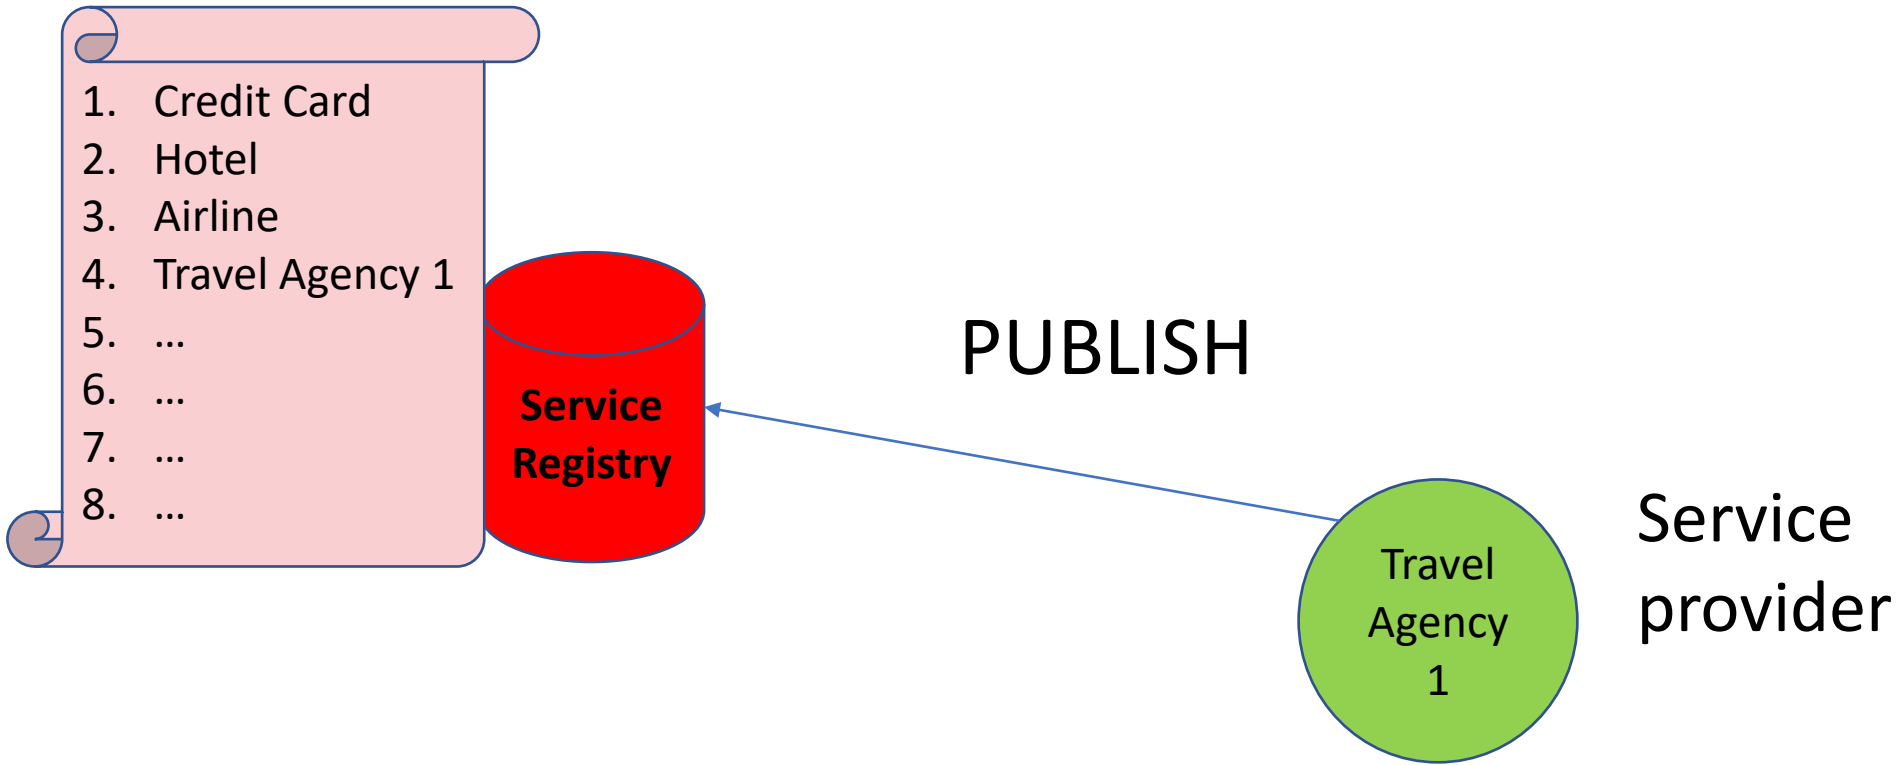 1. Credit Card
2. Hotel
3. Airline
4. Travel Agency 1
5. ...
6. ...
7. ...
8. ...
Service
Registry
PUBLISH
Travel
Agency
1
Service
provider